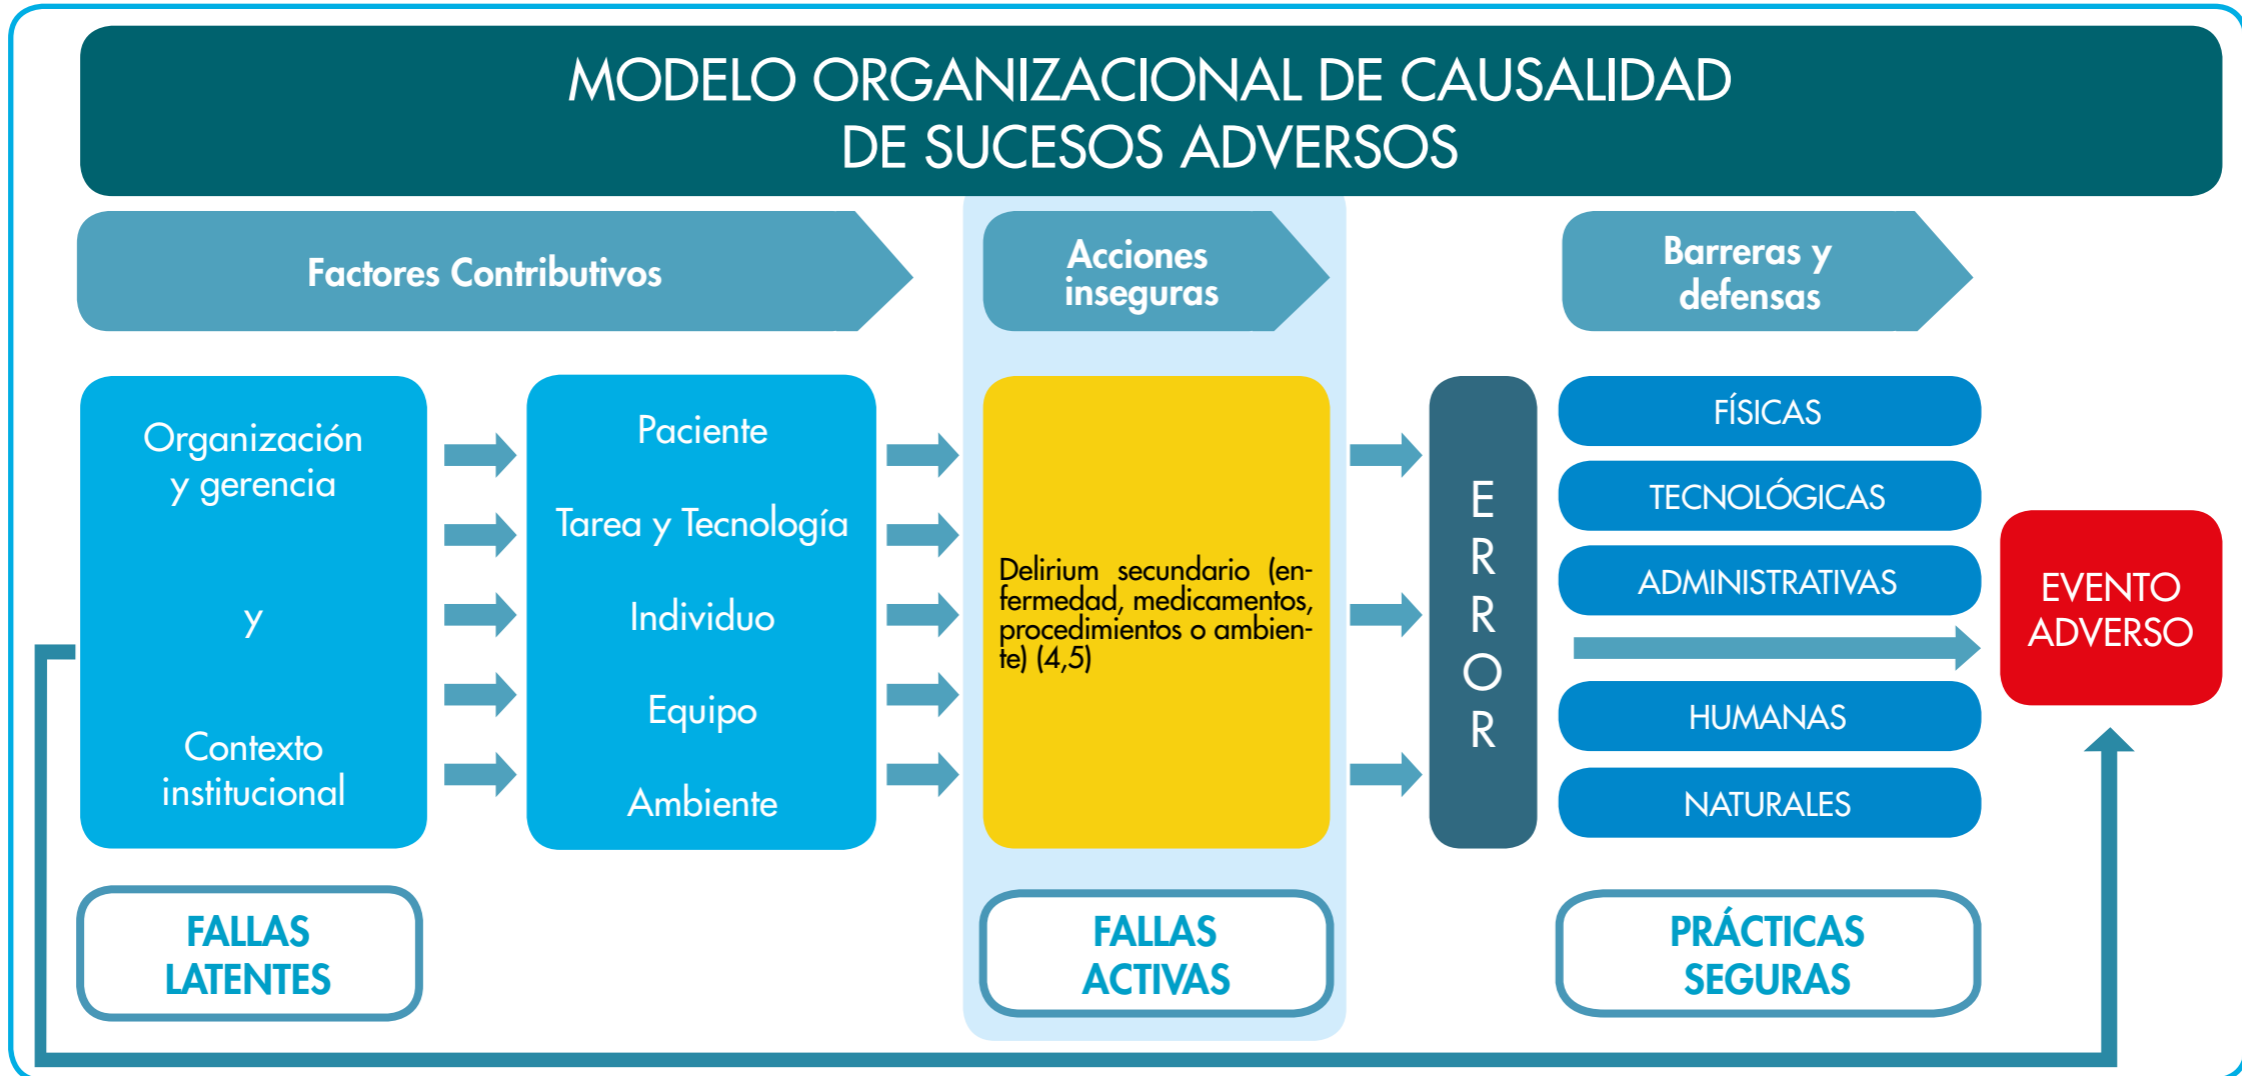 MODELO ORGANIZACIONAL DE CAUSALIDAD
DE SUCESOS ADVERSOS
Factores Contributivos
Acciones
inseguras
Barreras y
defensas
Organización
y gerencia
y
Contexto
institucional
Paciente
Tarea y Tecnología
Individuo
Equipo
Ambiente
Delirium secundario (en-
fermedad, medicamentos,
procedimientos o ambien-
te) (4,5)
E
R
R
O
R
FÍSICAS
TECNOLÓGICAS
ADMINISTRATIVAS
HUMANAS
NATURALES
EVENTO
ADVERSO
FALLAS
LATENTES
FALLAS
ACTIVAS
PRÁCTICAS
SEGURAS